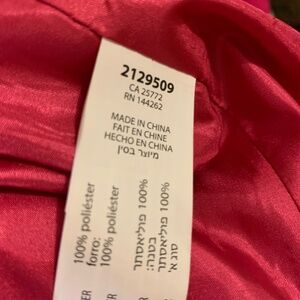 2129509
CA 25772
RN 144262
MADE IN CHINA
FAIT EN CHINE
HECHO EN CHINA
מיוצר בסין
100% poliéster
forro:
100% poliéster
100% פוליאסטר
בטנה:
100% פוליאסטר